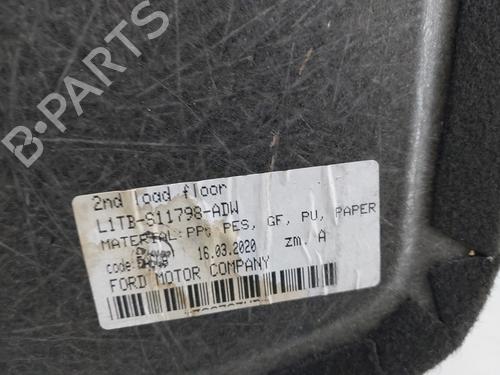 B-PARTS
2nd load floor
L1TB-S11798-ADW
MATERIAL: PP, PES, GF, PU, PAPER
16.03.2020 zm. A
code:
FORD MOTOR COMPANY